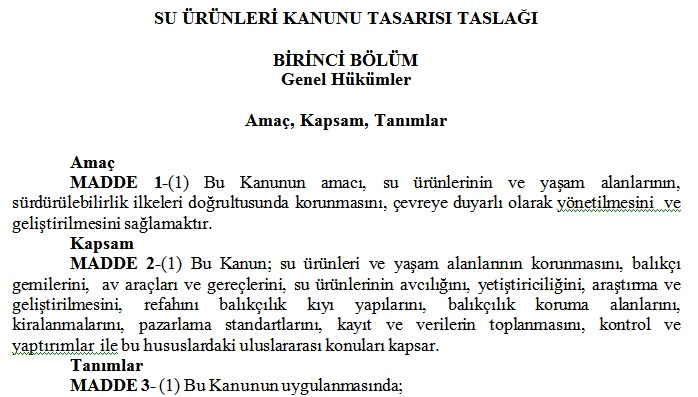 SU ÜRÜNLERİ KANUNU TASARISI TASLAĞI
BİRİNCİ BÖLÜM
Genel Hükümler
Amaç, Kapsam, Tanımlar
Amaç
MADDE 1-(1) Bu Kanunun amacı, su ürünlerinin ve yaşam alanlarının,
sürdürülebilirlik ilkeleri doğrultusunda korunmasını, çevreye duyarlı olarak yönetilmesini ve
geliştirilmesini sağlamaktır.
Kapsam
MADDE 2-(1) Bu Kanun; su ürünleri ve yaşam alanlarının korunmasını, balıkçı
gemilerini, av araçları ve gereçlerini, su ürünlerinin avcılığını, yetiştiriciliğini, araştırma ve
geliştirilmesini, refahını balıkçılık kıyı yapılarını, balıkçılık koruma alanlarını,
kiralanmalarını, pazarlama standartlarını, kayıt ve verilerin toplanmasını, kontrol ve
yaptırımlar ile bu hususlardaki uluslararası konuları kapsar.
Tanımlar
MADDE 3- (1) Bu Kanunun uygulanmasında;